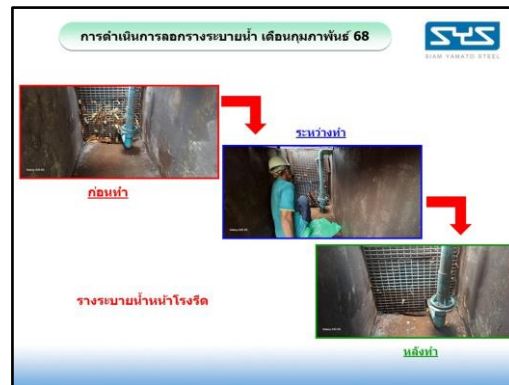 การดำเนินการลอกรางระบายน้ำ เดือนกุมภาพันธ์ 68
SYS
SIAM YAMATO STEEL
ก่อนทำ
ระหว่างทำ
หลังทำ
รางระบายน้ำหน้าโรงรีด